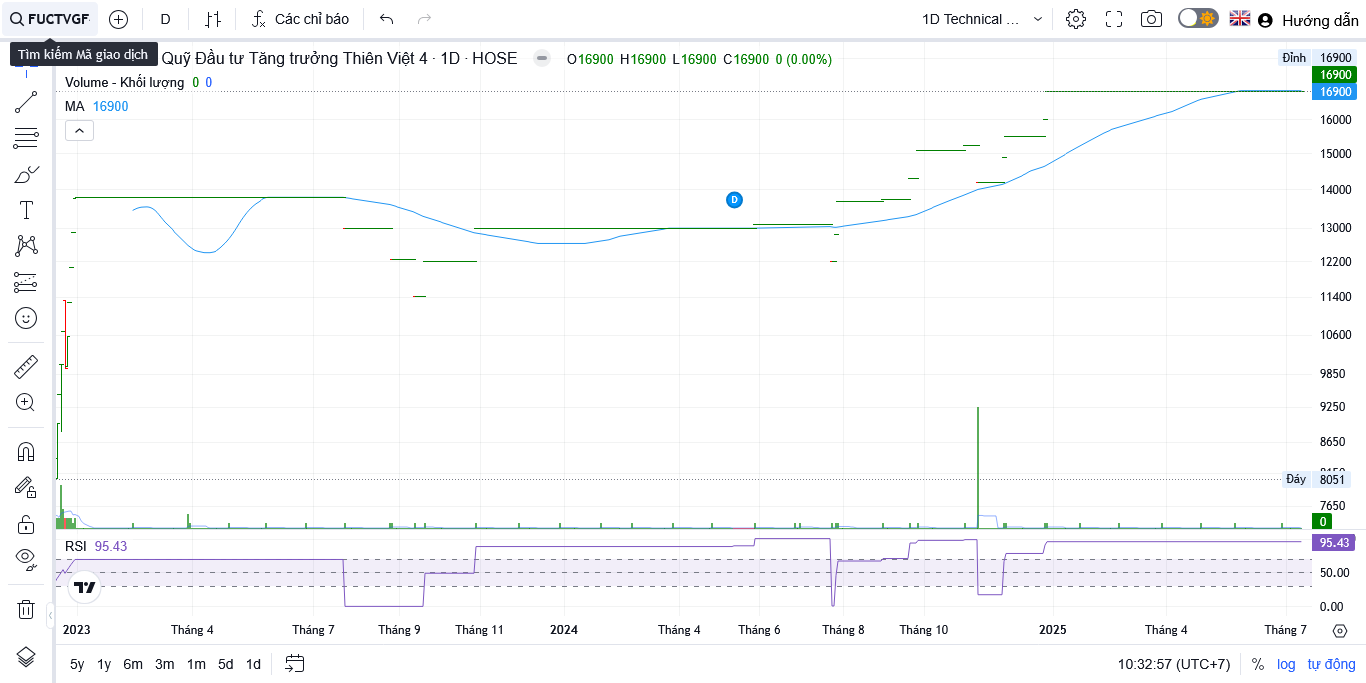 FUCTVGF
D
Các chỉ báo
1D Technical ...
Hướng dẫn
Tìm kiếm Mã giao dịch
Quỹ Đầu tư Tăng trưởng Thiên Việt 4 · 1D · HOSE
O16900 H16900 L16900 C16900 0 (0.00%)
Volume - Khối lượng 0 0
MA 16900
D
Đỉnh 16900
16900
16900
16000
15000
14000
13000
12200
11400
10600
9850
9250
8650
Đáy 8051
7650
0
RSI 95.43
95.43
50.00
0.00
2023 Tháng 4 Tháng 7 Tháng 9 Tháng 11 2024 Tháng 4 Tháng 6 Tháng 8 Tháng 10 2025 Tháng 4 Tháng 7
5y 1y 6m 3m 1m 5d 1d
10:32:57 (UTC+7) % log tự động